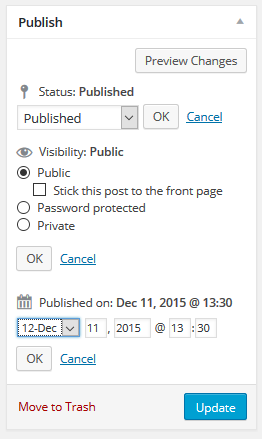 Publish
Preview Changes
Status: Published
Published OK Cancel
Visibility: Public
Public
Stick this post to the front page
Password protected
Private
OK Cancel
Published on: Dec 11, 2015 @ 13:30
12-Dec 11, 2015 @ 13 : 30
OK Cancel
Move to Trash Update